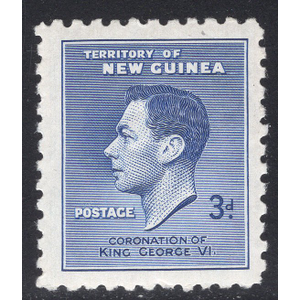 TERRITORY OF
NEW GUINEA
POSTAGE
3d.
CORONATION OF
KING GEORGE VI.